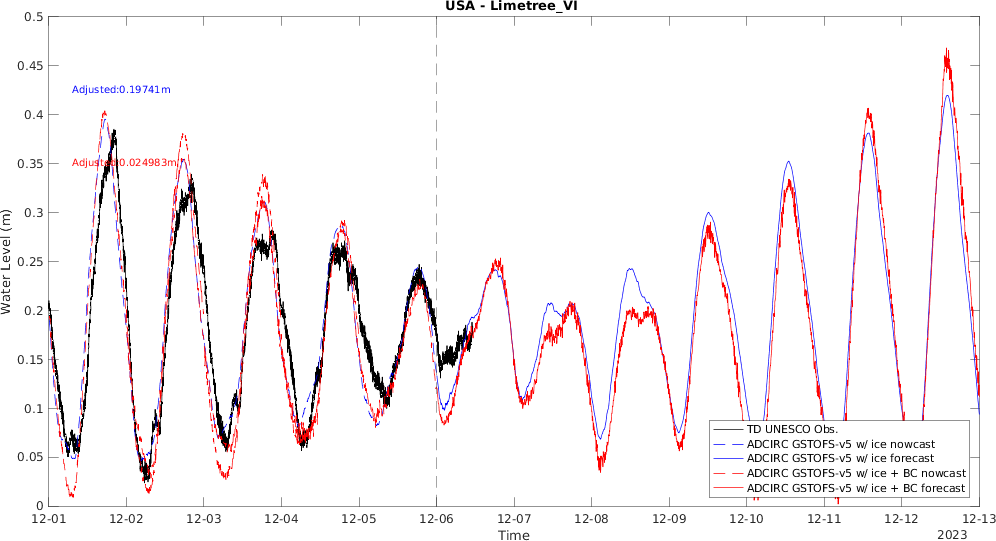 USA - Limetree_VI
0.5
0.45
0.4
0.35
0.3
0.25
0.2
0.15
0.1
0.05
0
Water Level (m)
Adjusted:0.19741m
Adjusted:0.024983m
TD UNESCO Obs.
ADCIRC GSTOFS-v5 w/ ice nowcast
ADCIRC GSTOFS-v5 w/ ice forecast
ADCIRC GSTOFS-v5 w/ ice + BC nowcast
ADCIRC GSTOFS-v5 w/ ice + BC forecast
12-01 12-02 12-03 12-04 12-05 12-06 12-07 12-08 12-09 12-10 12-11 12-12 12-13
Time
2023